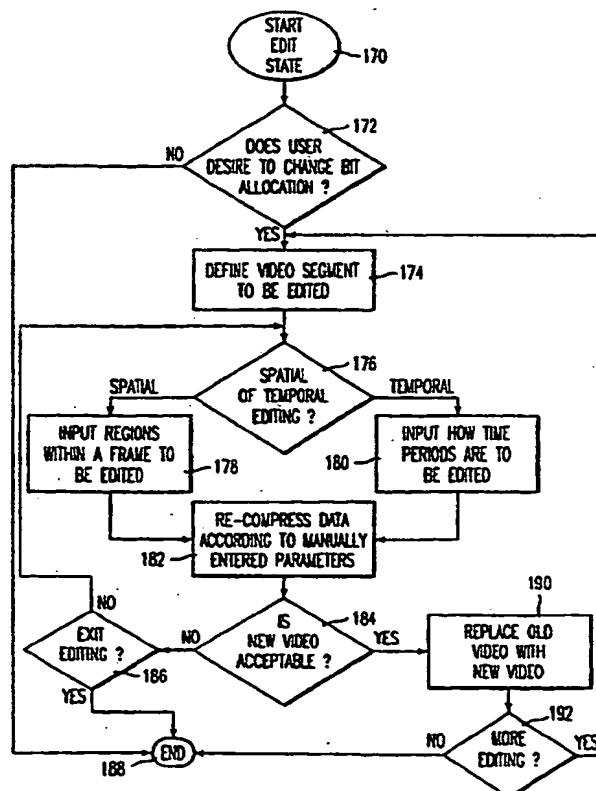 START
EDIT
STATE
170
172
DOES USER
DESIRE TO CHANGE BIT
ALLOCATION ?
NO
YES
DEFINE VIDEO SEGMENT
TO BE EDITED
174
176
SPATIAL
OF TEMPORAL
EDITING ?
SPATIAL
TEMPORAL
INPUT REGIONS
WITHIN A FRAME TO
BE EDITED
178
INPUT HOW TIME
PERIODS ARE TO
BE EDITED
180
RE-COMPRESS DATA
ACCORDING TO MANUALLY
ENTERED PARAMETERS
182
184
IS
NEW VIDEO
ACCEPTABLE ?
NO
YES
190
REPLACE OLD
VIDEO WITH
NEW VIDEO
NO
EXIT
EDITING ?
186
YES
192
MORE
EDITING ?
NO
YES
END
188